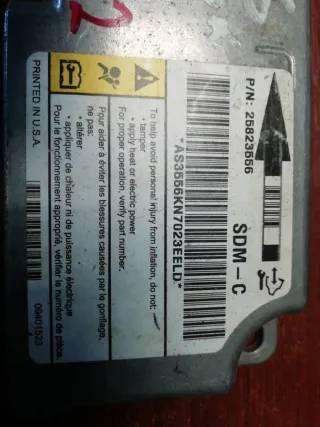 2
P/N: 25823556
SDM-C
*AS3556KN7023EELD*
To help avoid personal injury from inflation, do not:
• tamper
• apply heat or electric power
For proper operation, verify part number.
Pour aider à éviter les blessures causées par le gonflage,
ne pas:
• altérer
• appliquer de chaleur ni de puissance électrique
Pour le fonctionnement approprié, vérifier le numéro de pièce.
PRINTED IN U.S.A.
09401523